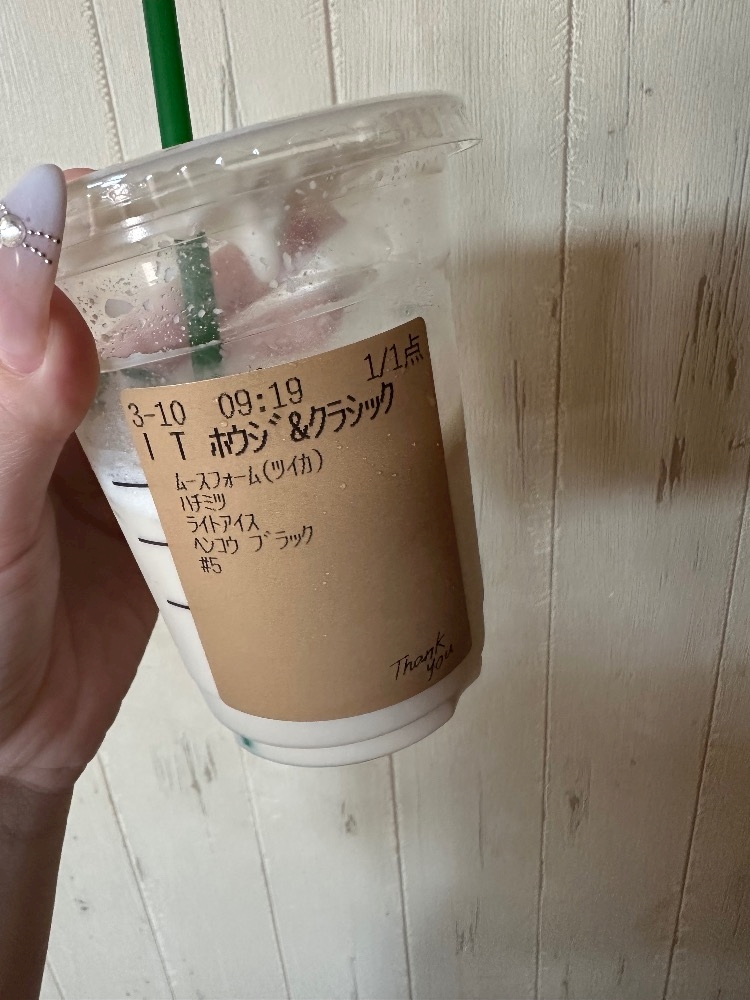 3-10 09:19 1/1点
I T ホウジ&クラシック
ムースフォーム(ツイカ)
ハチミツ
ライトアイス
ヘンコウ ブラック
#5
Thank
you